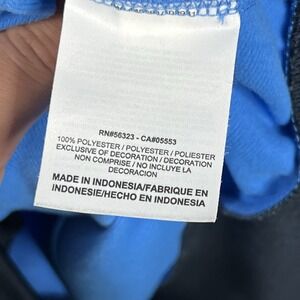 RN#56323 - CA#05553
100% POLYESTER / POLYESTER / POLIESTER
EXCLUSIVE OF DECORATION / DECORATION
NON COMPRISE / NO INCLUYE LA
DECORACION
MADE IN INDONESIA/FABRIQUE EN
INDONESIE/HECHO EN INDONESIA